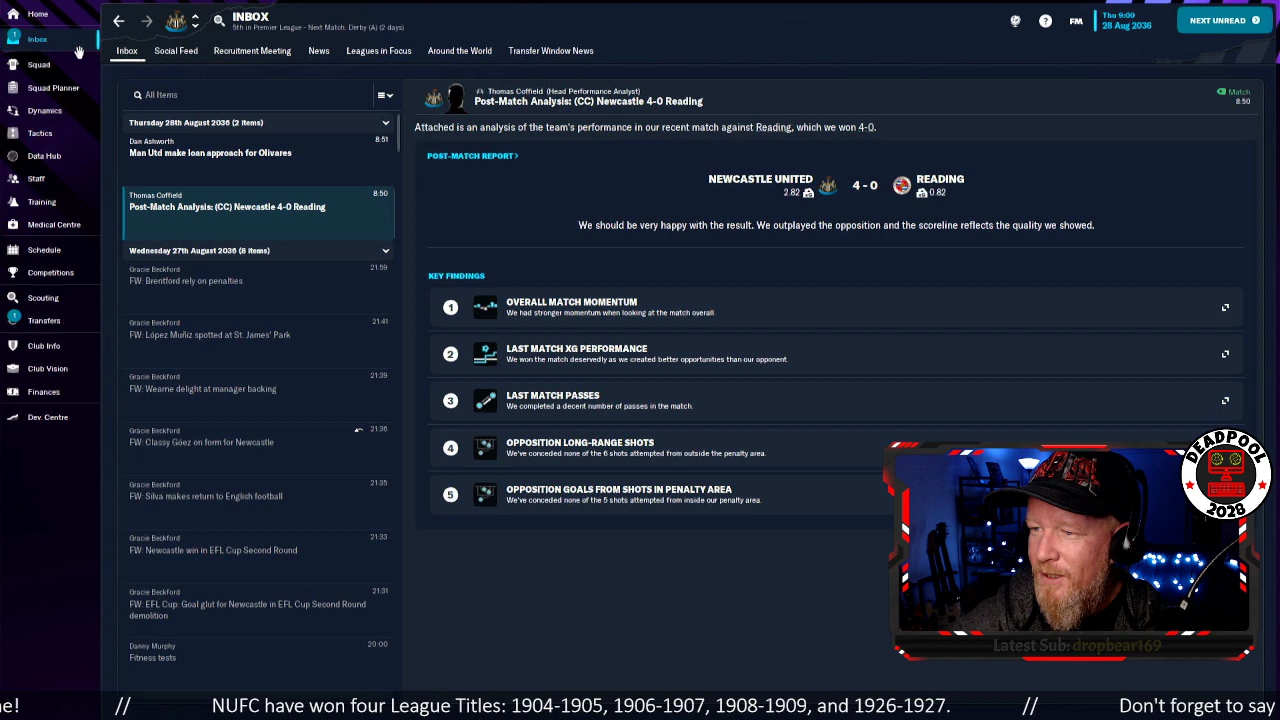 Home
1
Inbox
Squad
Squad Planner
Dynamics
Tactics
Data Hub
Staff
Training
Medical Centre
Schedule
Competitions
Scouting
1
Transfers
Club Info
Club Vision
Finances
Dev. Centre
INBOX
5th in Premier League - Next Match: Derby (A) (2 days)
?
FM
Thu 9:00
28 Aug 2036
NEXT UNREAD
Inbox
Social Feed
Recruitment Meeting
News
Leagues in Focus
Around the World
Transfer Window News
All Items
Thursday 28th August 2036 (2 items)
Dan Ashworth 8:51
Man Utd make loan approach for Olivares
Thomas Coffield 8:50
Post-Match Analysis: (CC) Newcastle 4-0 Reading
Wednesday 27th August 2036 (8 items)
Gracie Beckford 21:59
FW: Brentford rely on penalties
Gracie Beckford 21:41
FW: López Muñiz spotted at St. James' Park
Gracie Beckford 21:39
FW: Wearne delight at manager backing
Gracie Beckford 21:36
FW: Classy Góez on form for Newcastle
Gracie Beckford 21:35
FW: Silva makes return to English football
Gracie Beckford 21:33
FW: Newcastle win in EFL Cup Second Round
Gracie Beckford 21:31
FW: EFL Cup: Goal glut for Newcastle in EFL Cup Second Round
demolition
Danny Murphy 20:00
Fitness tests
Thomas Coffield (Head Performance Analyst)
Post-Match Analysis: (CC) Newcastle 4-0 Reading
Match
8:50
Attached is an analysis of the team's performance in our recent match against Reading, which we won 4-0.
POST-MATCH REPORT>
NEWCASTLE UNITED 4 - 0 READING
2.82 0.82
We should be very happy with the result. We outplayed the opposition and the scoreline reflects the quality we showed.
KEY FINDINGS
1 OVERALL MATCH MOMENTUM
We had stronger momentum when looking at the match overall.
2 LAST MATCH XG PERFORMANCE
We won the match deservedly as we created better opportunities than our opponent.
3 LAST MATCH PASSES
We completed a decent number of passes in the match.
4 OPPOSITION LONG-RANGE SHOTS
We've conceded none of the 6 shots attempted from outside the penalty area.
5 OPPOSITION GOALS FROM SHOTS IN PENALTY AREA
We've conceded none of the 5 shots attempted from inside our penalty area.
DEADPOOL
2028
Latest Sub: dropbear169
ne! // NUFC have won four League Titles: 1904-1905, 1906-1907, 1908-1909, and 1926-1927. // Don't forget to say